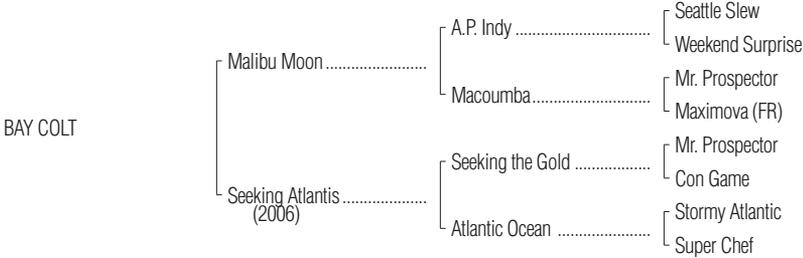 Seattle Slew
A.P. Indy ..............................
Weekend Surprise
Malibu Moon .......................
Mr. Prospector
Macoumba...........................
Maximova (FR)
BAY COLT
Mr. Prospector
Seeking the Gold .................
Con Game
Seeking Atlantis ...................
(2006)
Stormy Atlantic
Atlantic Ocean .....................
Super Chef